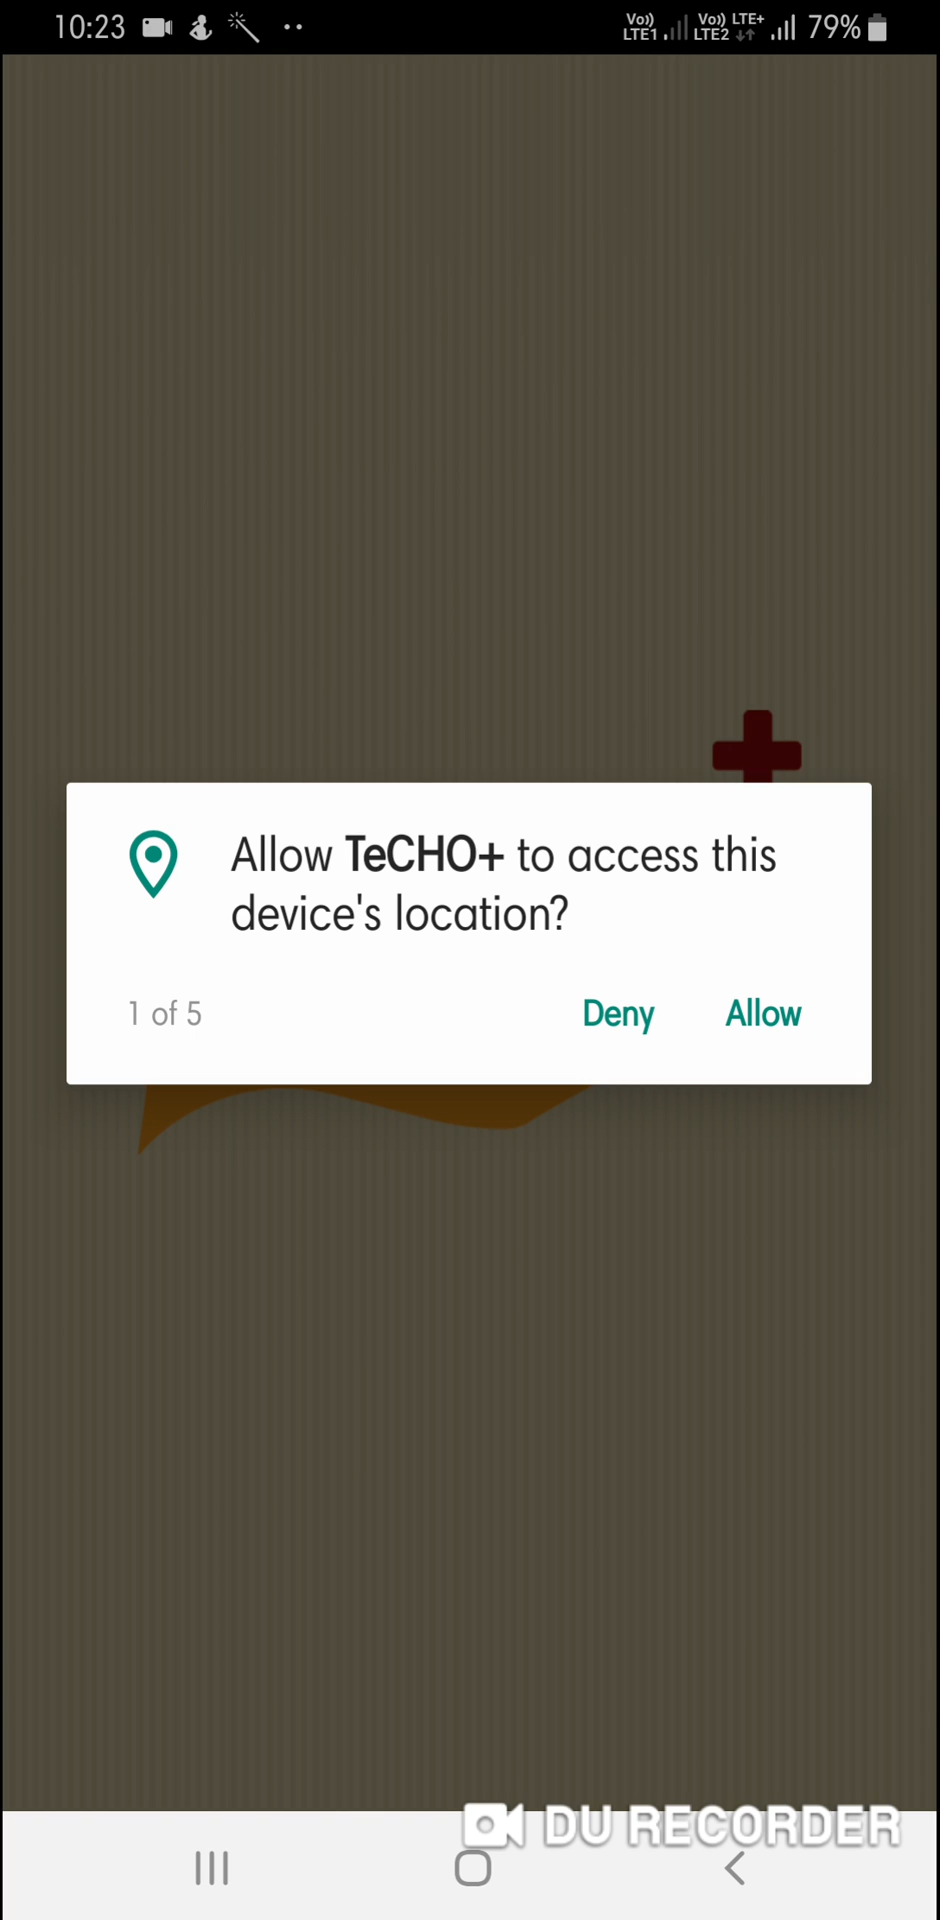 10:23
Vo)) LTE1 Vo)) LTE2 LTE+ 79%
Allow TeCHO+ to access this
device's location?
1 of 5 Deny Allow
DU RECORDER